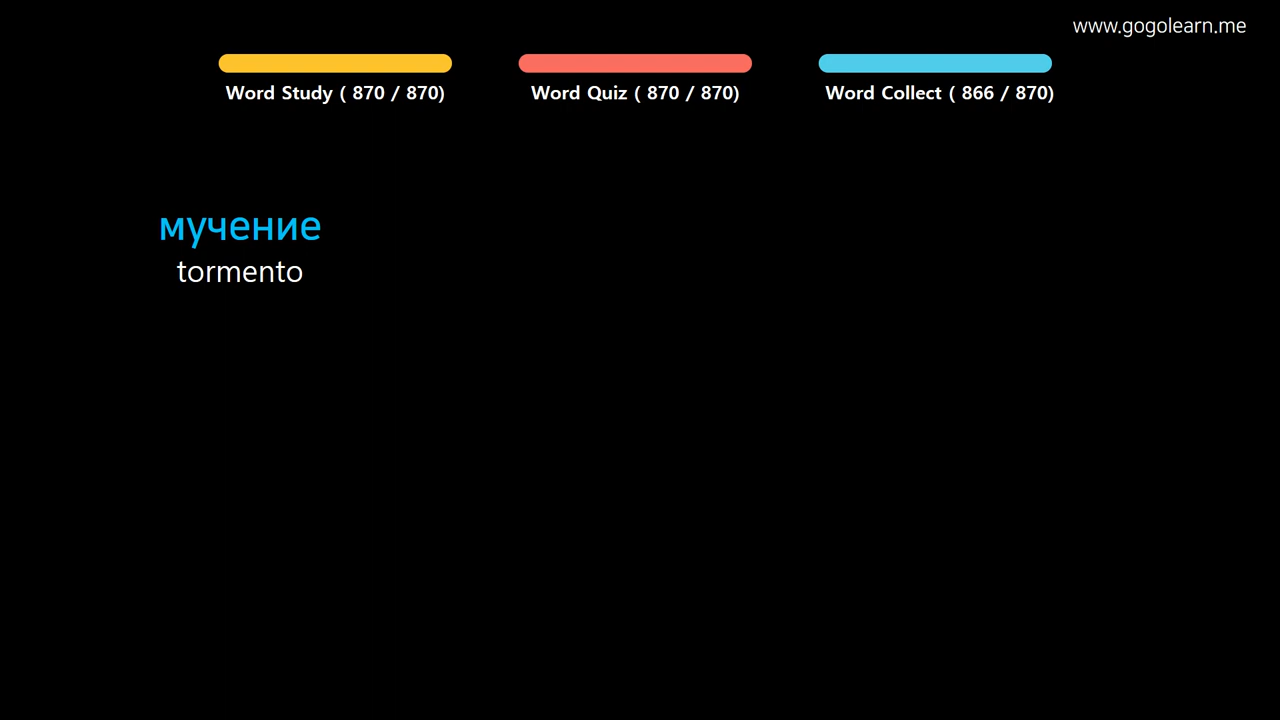 www.gogolearn.me
Word Study ( 870 / 870)
Word Quiz ( 870 / 870)
Word Collect ( 866 / 870)
мучение
tormento